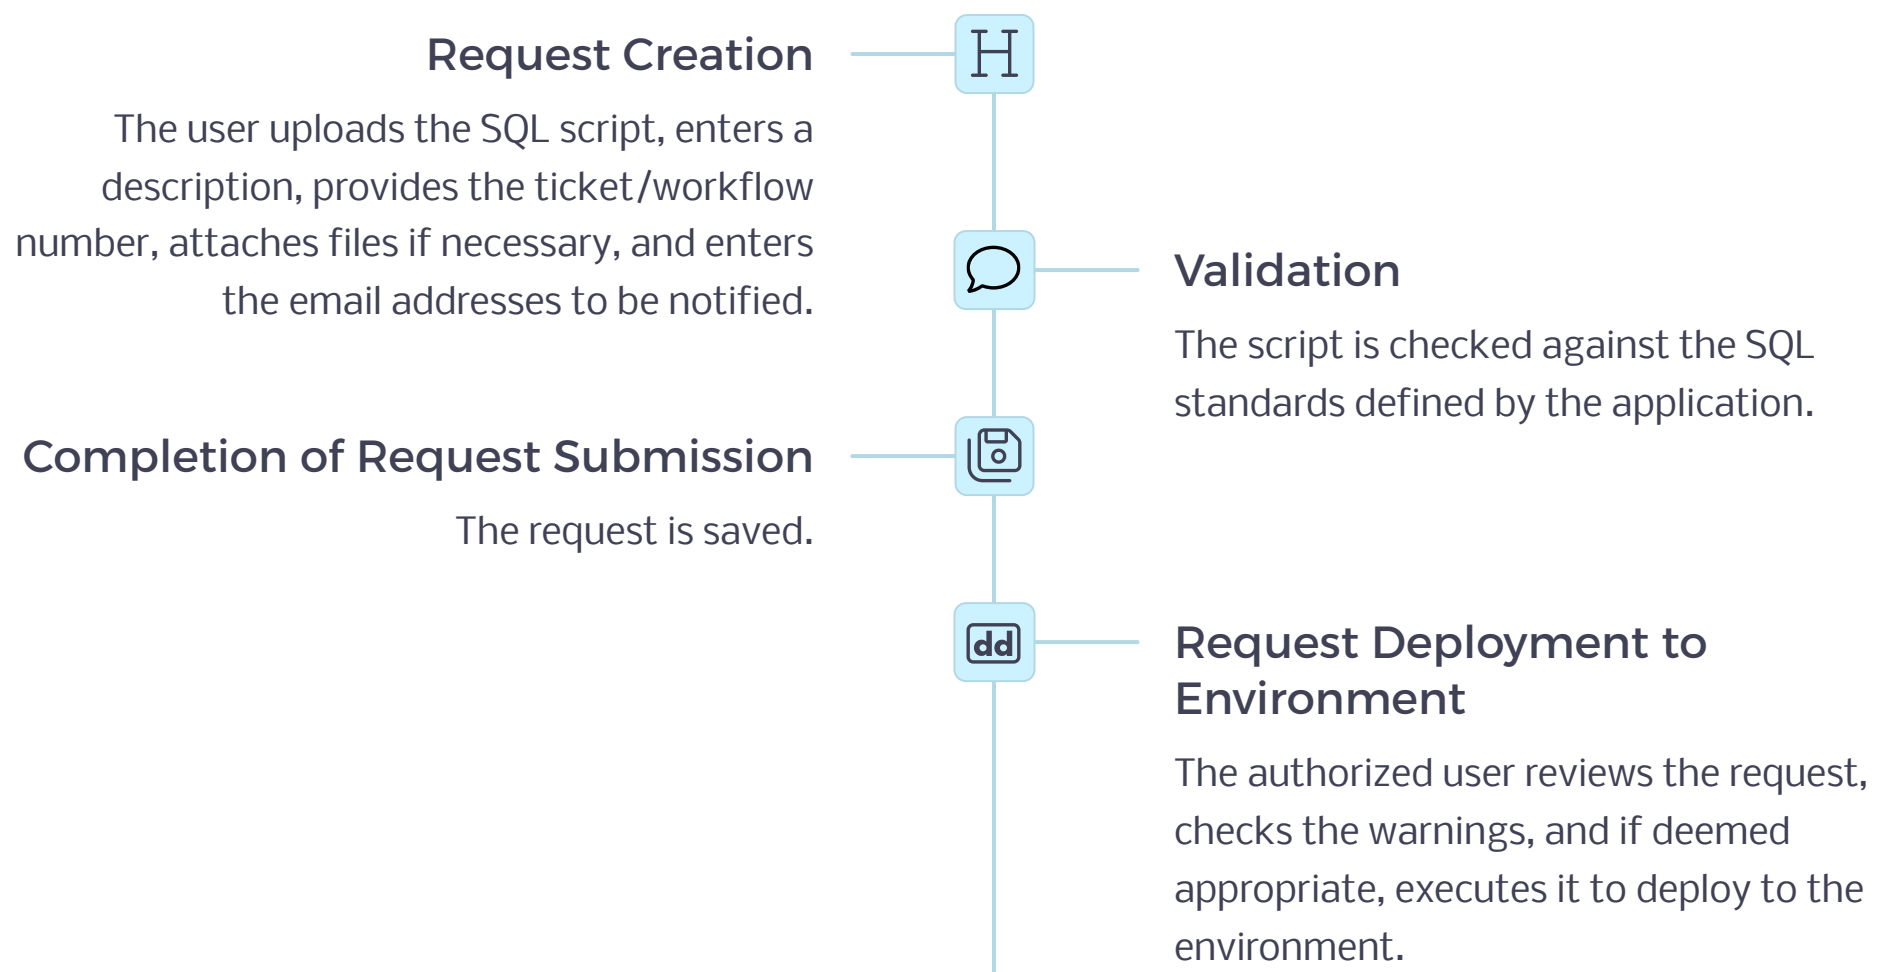 Request Creation
The user uploads the SQL script, enters a
description, provides the ticket/workflow
number, attaches files if necessary, and enters
the email addresses to be notified.
Validation
The script is checked against the SQL
standards defined by the application.
Completion of Request Submission
The request is saved.
dd
Request Deployment to
Environment
The authorized user reviews the request,
checks the warnings, and if deemed
appropriate, executes it to deploy to the
environment.